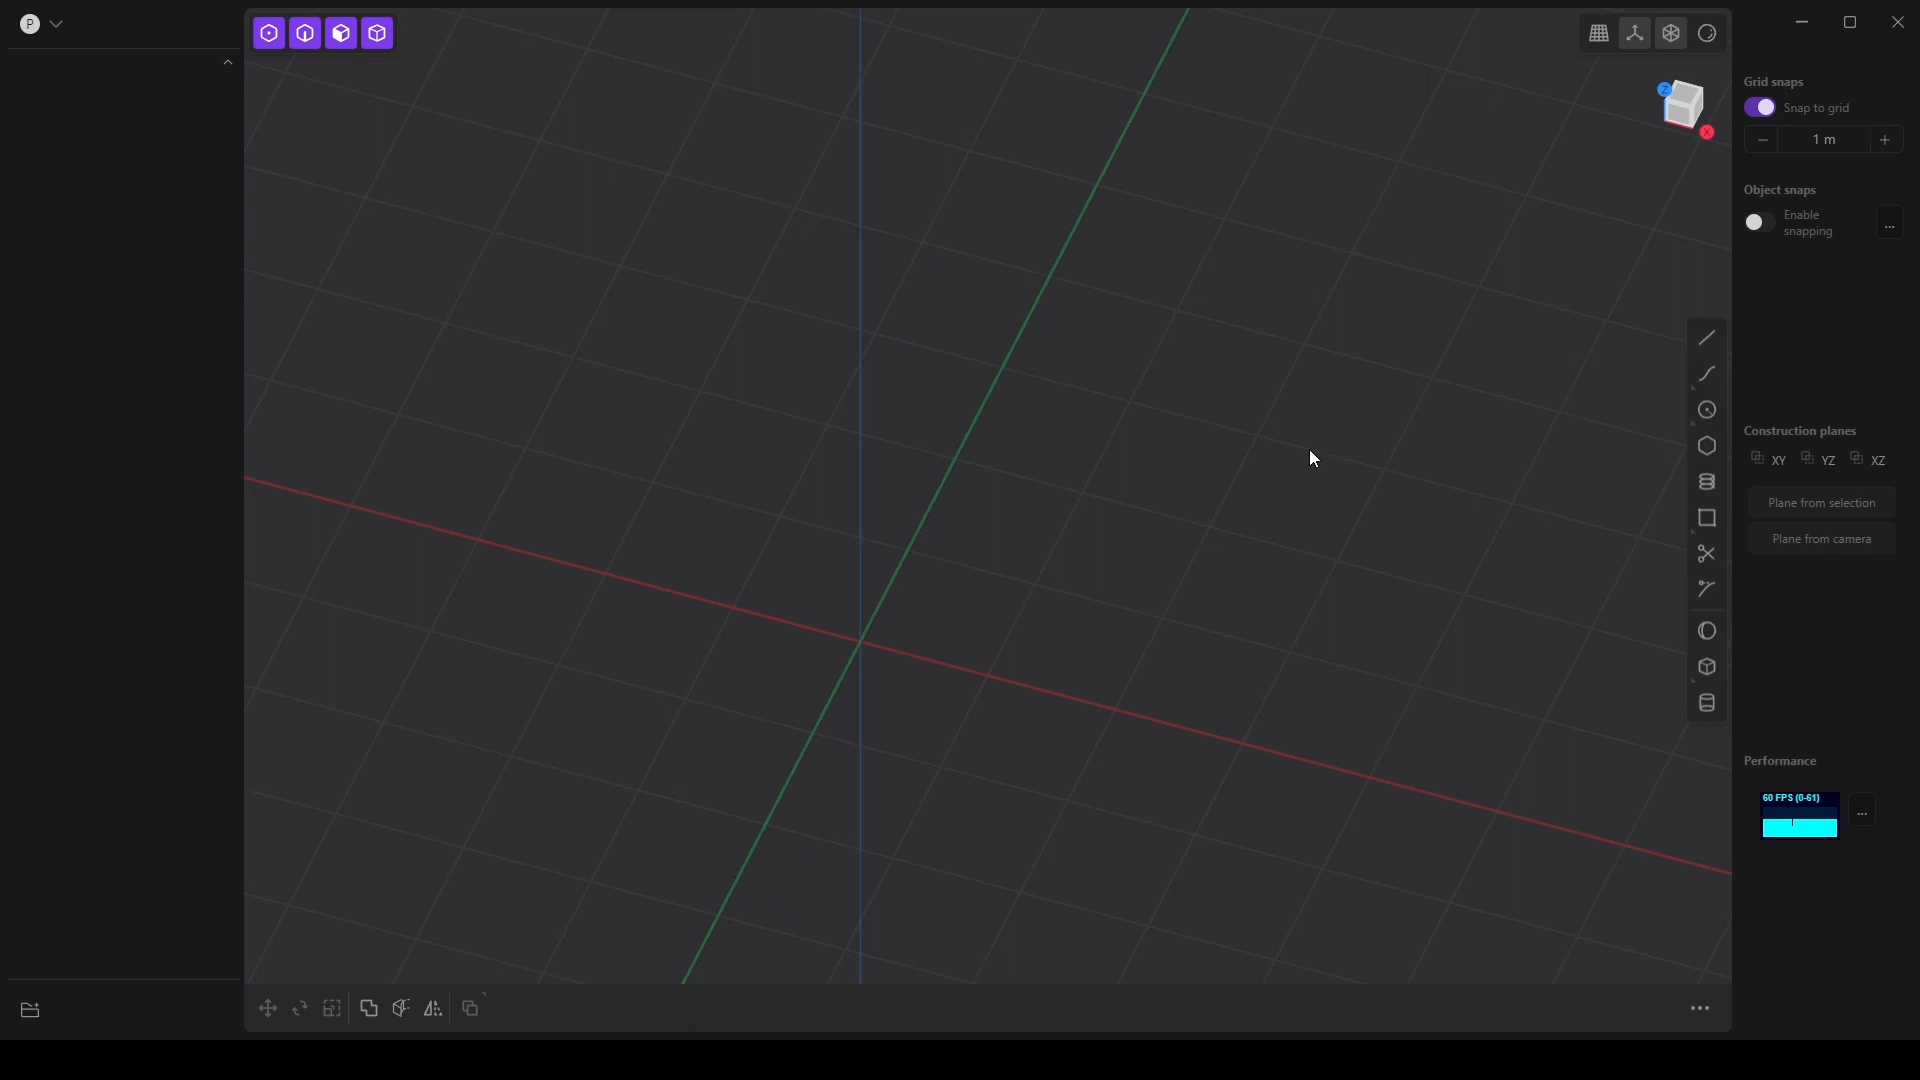 P
Grid snaps
Snap to grid
− 1 m +
Object snaps
Enable
snapping
...
Z
X
Construction planes
XY YZ XZ
Plane from selection
Plane from camera
Performance
60 FPS (0-61)
...